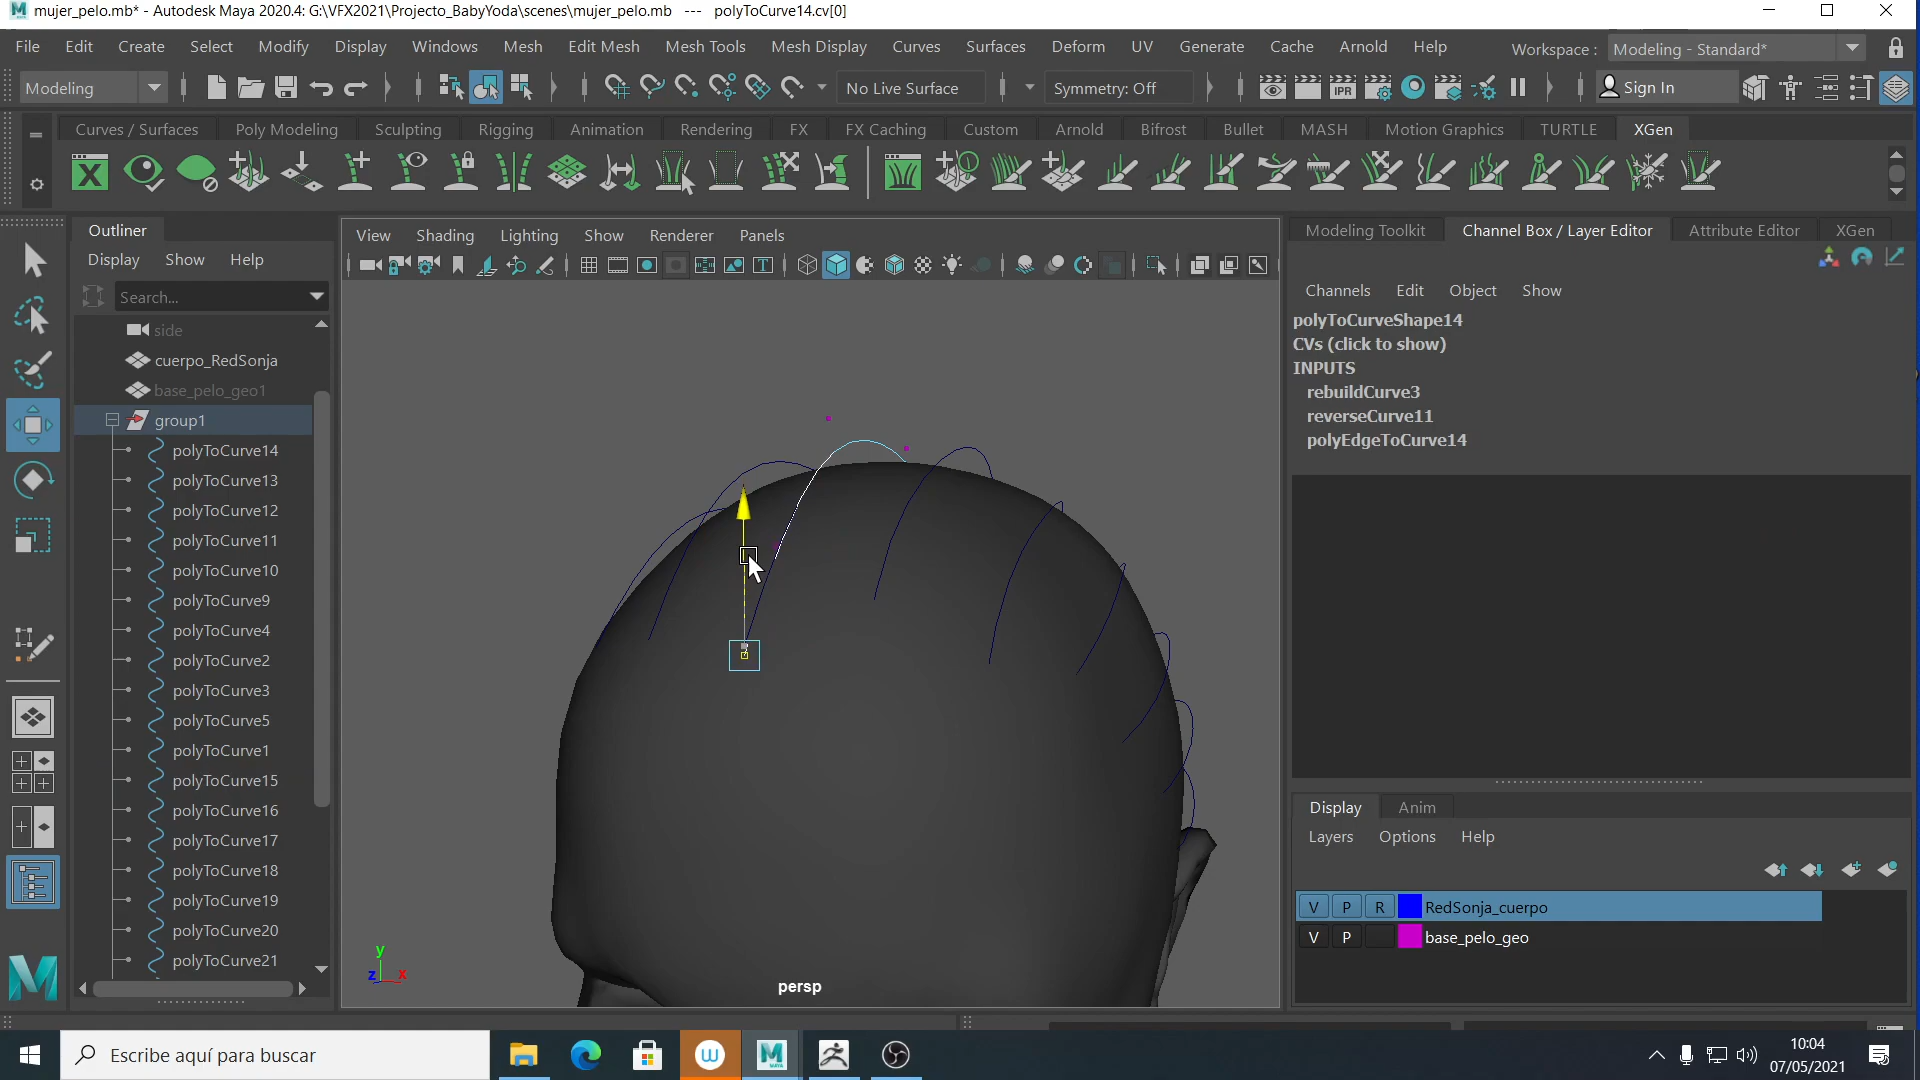 mujer_pelo.mb* - Autodesk Maya 2020.4: G:\VFX2021\Projecto_BabyYoda\scenes\mujer_pelo.mb --- polyToCurve14.cv[0]
File Edit Create Select Modify Display Windows Mesh Edit Mesh Mesh Tools Mesh Display Curves Surfaces Deform UV Generate Cache Arnold Help Workspace : Modeling - Standard*
Modeling No Live Surface Symmetry: Off IPR Sign In
Curves / Surfaces Poly Modeling Sculpting Rigging Animation Rendering FX FX Caching Custom Arnold Bifrost Bullet MASH Motion Graphics TURTLE XGen
Outliner
Display Show Help
Search...
side
cuerpo_RedSonja
base_pelo_geo1
group1
polyToCurve14
polyToCurve13
polyToCurve12
polyToCurve11
polyToCurve10
polyToCurve9
polyToCurve4
polyToCurve2
polyToCurve3
polyToCurve5
polyToCurve1
polyToCurve15
polyToCurve16
polyToCurve17
polyToCurve18
polyToCurve19
polyToCurve20
polyToCurve21
View Shading Lighting Show Renderer Panels
y
z x
persp
Modeling Toolkit Channel Box / Layer Editor Attribute Editor XGen
Channels Edit Object Show
polyToCurveShape14
CVs (click to show)
INPUTS
rebuildCurve3
reverseCurve11
polyEdgeToCurve14
Display Anim
Layers Options Help
V P R RedSonja_cuerpo
V P base_pelo_geo
Escribe aquí para buscar
10:04
07/05/2021